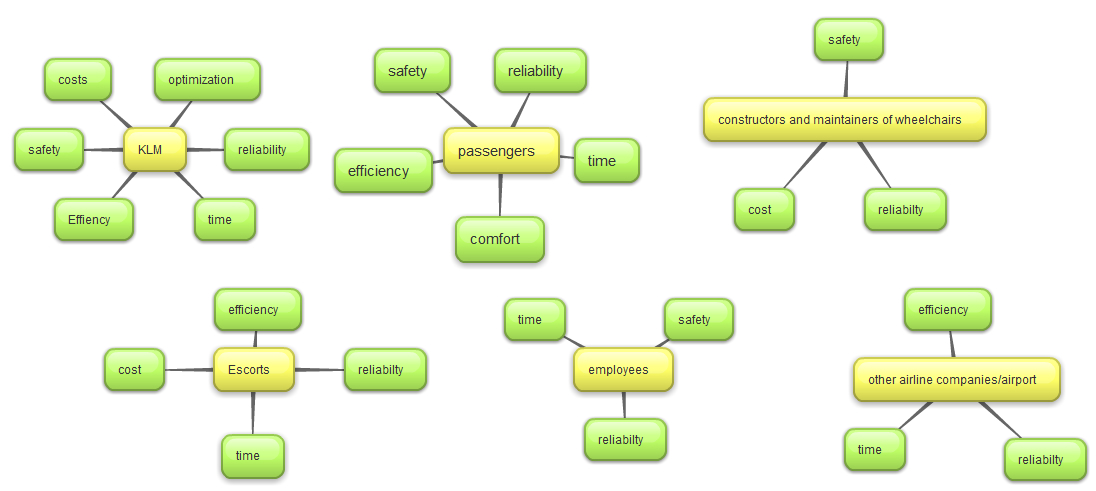 costs
optimization
safety
KLM
reliability
Effiency
time
safety
reliability
passengers
efficiency
time
comfort
safety
constructors and maintainers of wheelchairs
cost
reliabilty
efficiency
cost
Escorts
reliabilty
time
time
safety
employees
reliabilty
efficiency
other airline companies/airport
time
reliabilty